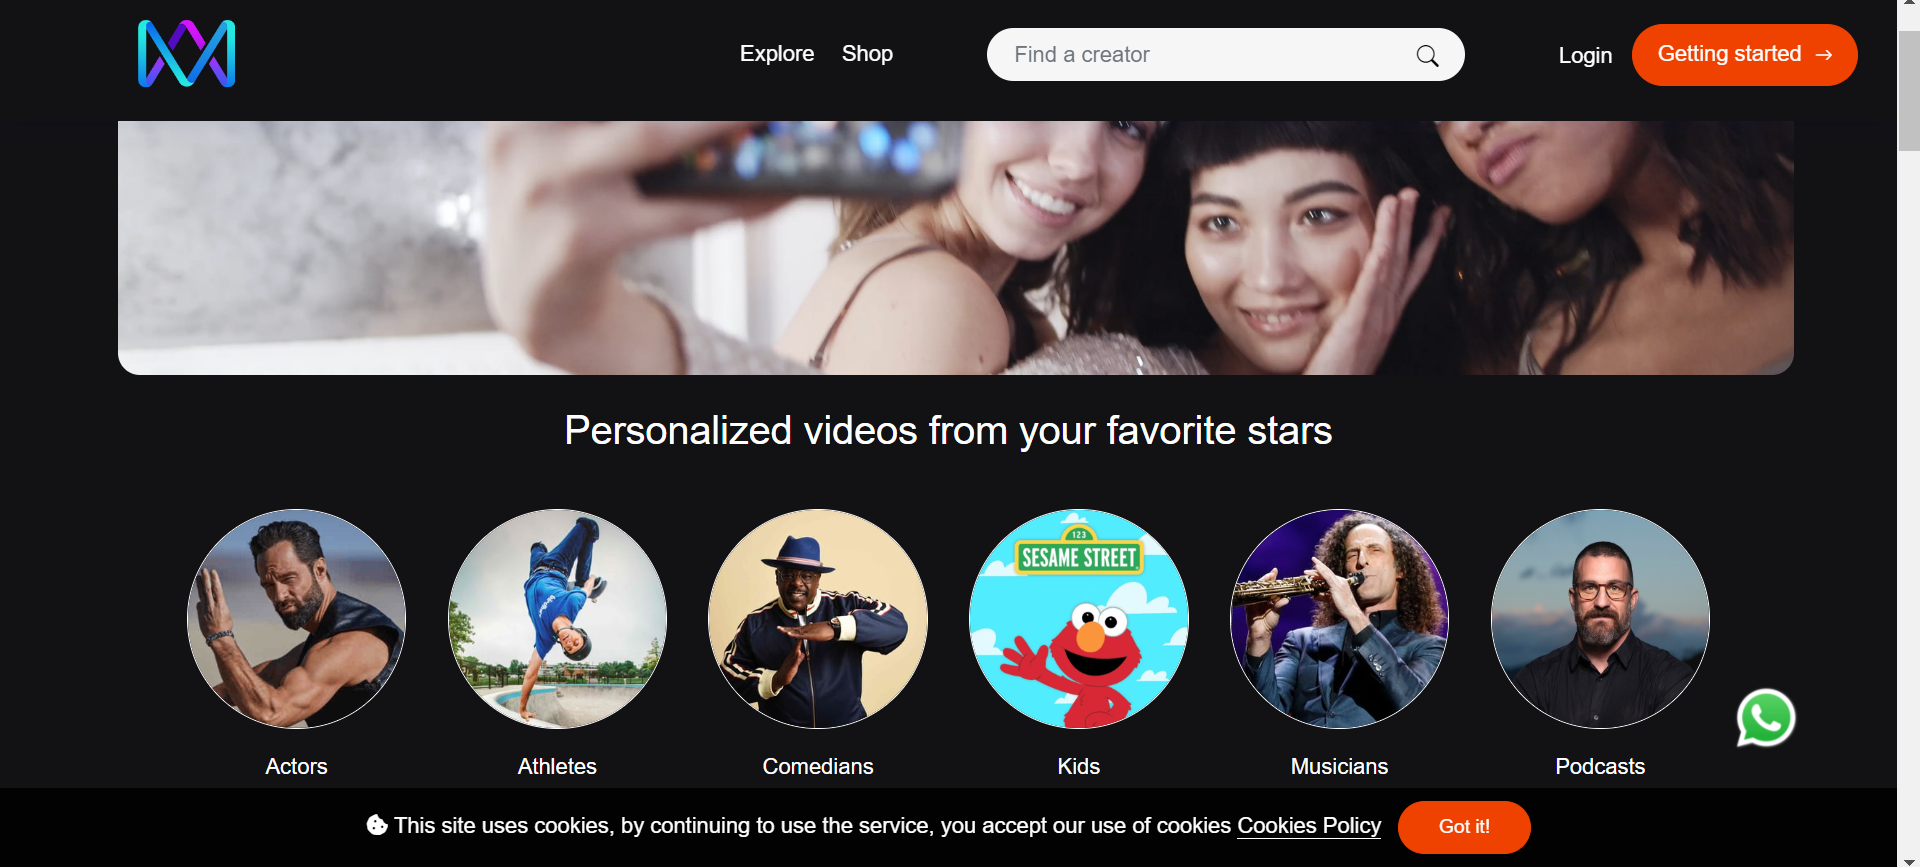 Explore Shop Find a creator Login Getting started →
Personalized videos from your favorite stars
123
SESAME STREET
Actors Athletes Comedians Kids Musicians Podcasts
This site uses cookies, by continuing to use the service, you accept our use of cookies Cookies Policy Got it!